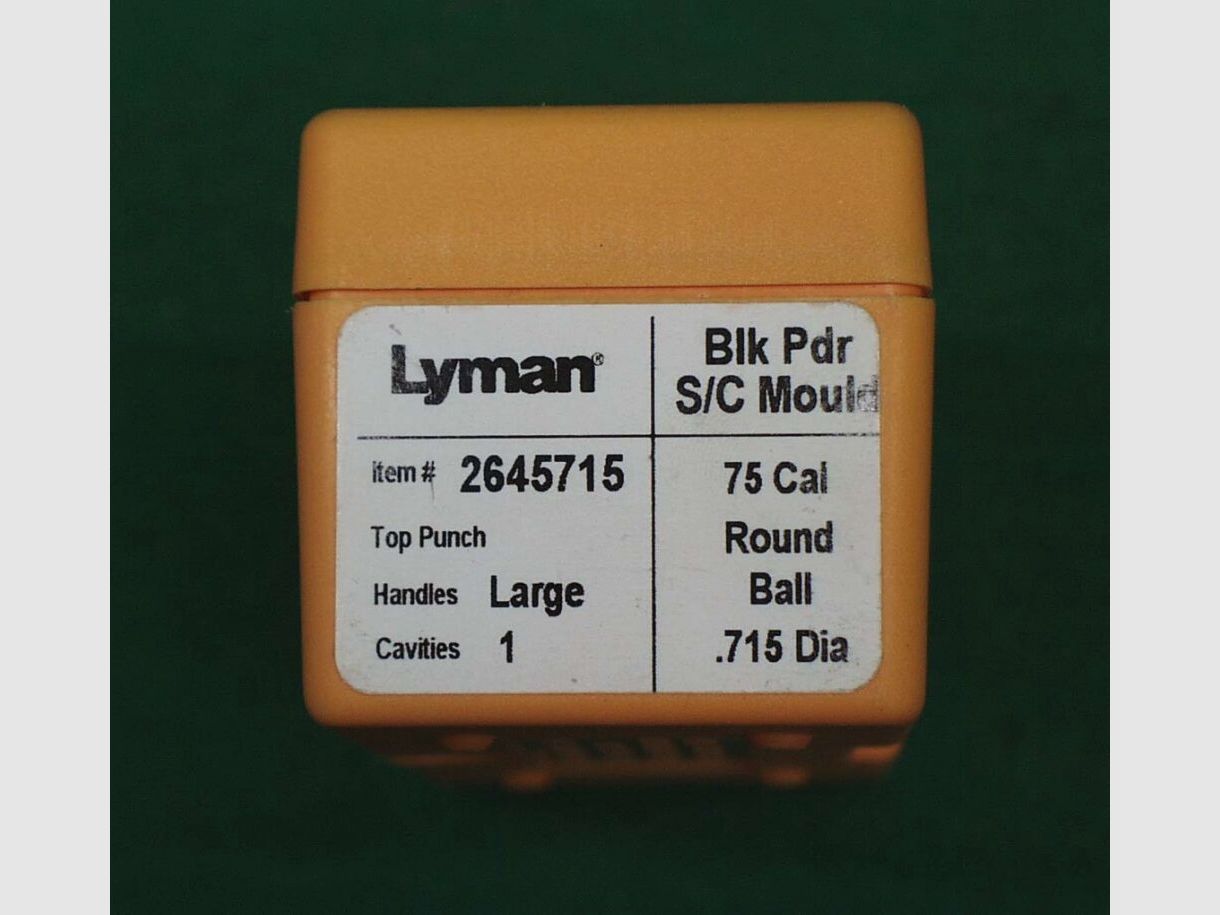 Lyman®
Blk Pdr
S/C Mould
Item # 2645715
Top Punch
Handles Large
Cavities 1
75 Cal
Round
Ball
.715 Dia